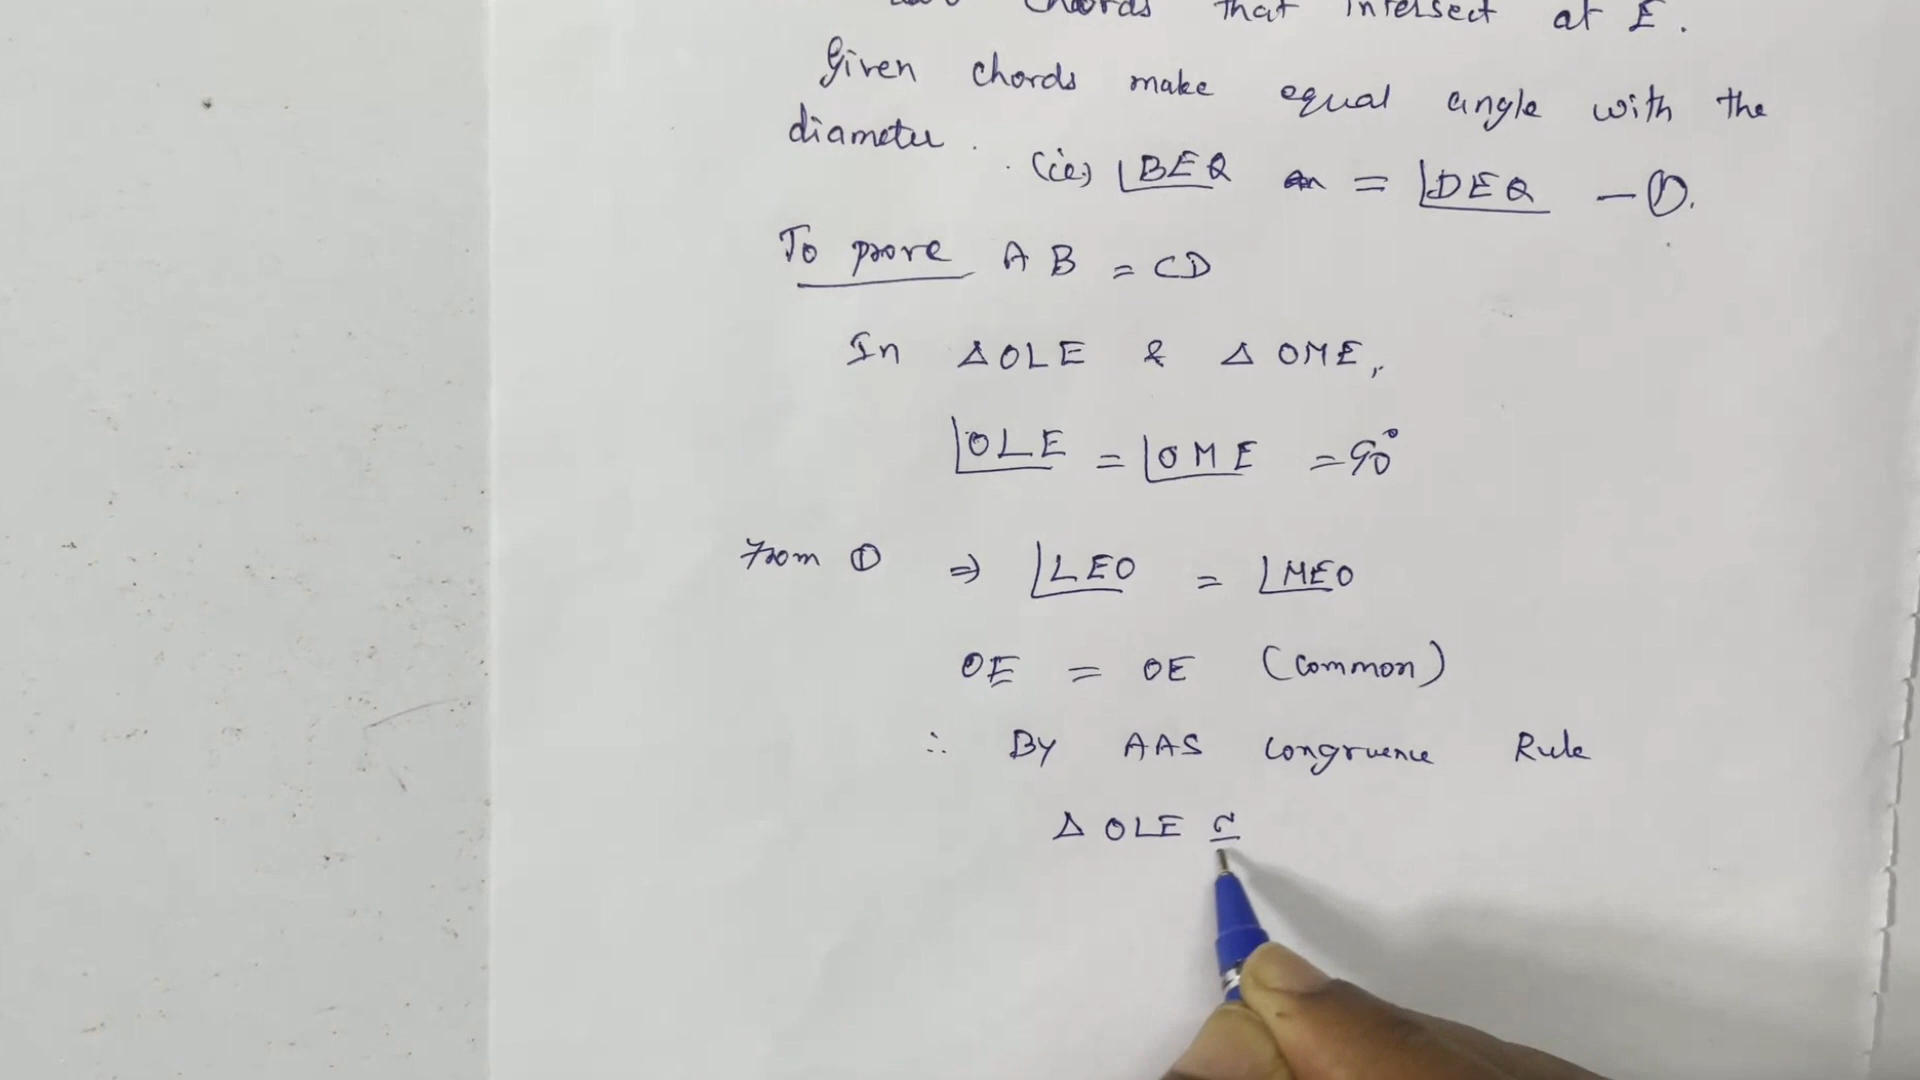 chords that intersect at E.
Given chords make equal angle with the
diameter. (ie) ∠BEQ = ∠DEQ — ①.
To prove AB = CD
In △OLE & △OME,
∠OLE = ∠OME = 90°
From ① ⇒ ∠LEO = ∠MEO
OE = OE (common)
∴ By AAS congruence Rule
△OLE ≅